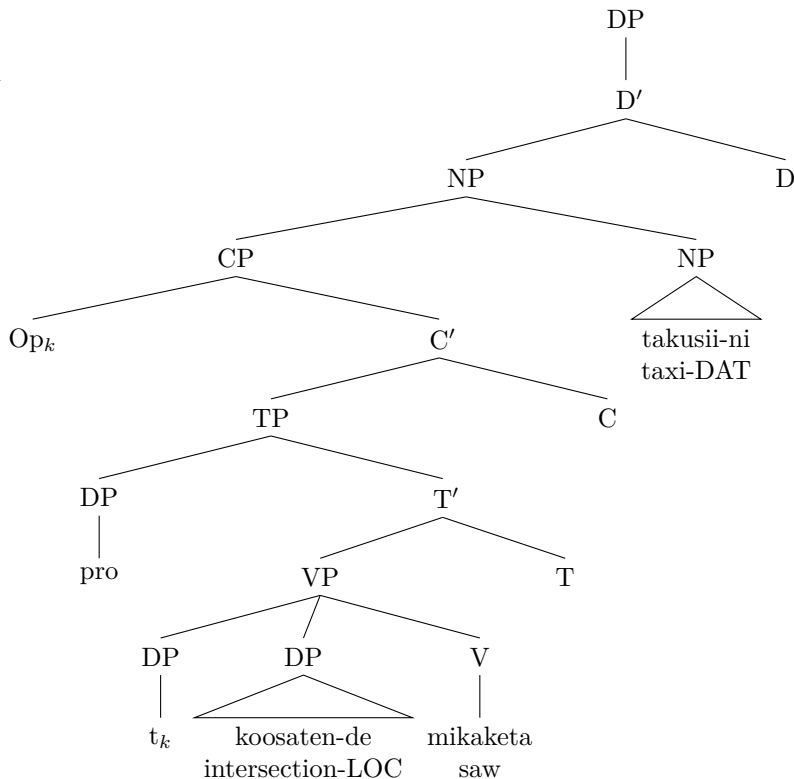 DP
D′
NP D
CP NP
Opk C′ takusii-ni
taxi-DAT
TP C
DP T′
pro VP T
DP DP V
tk koosaten-de mikaketa
intersection-LOC saw